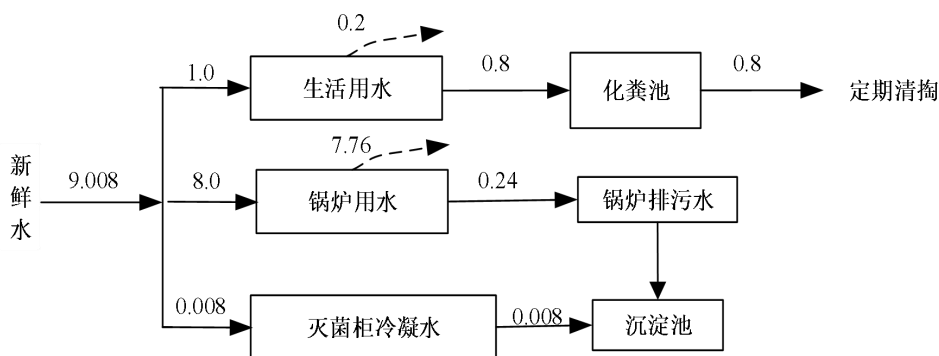 0.2
1.0
生活用水
0.8
化粪池
0.8
定期清掏
7.76
新鲜水
9.008
8.0
锅炉用水
0.24
锅炉排污水
0.008
灭菌柜冷凝水
0.008
沉淀池